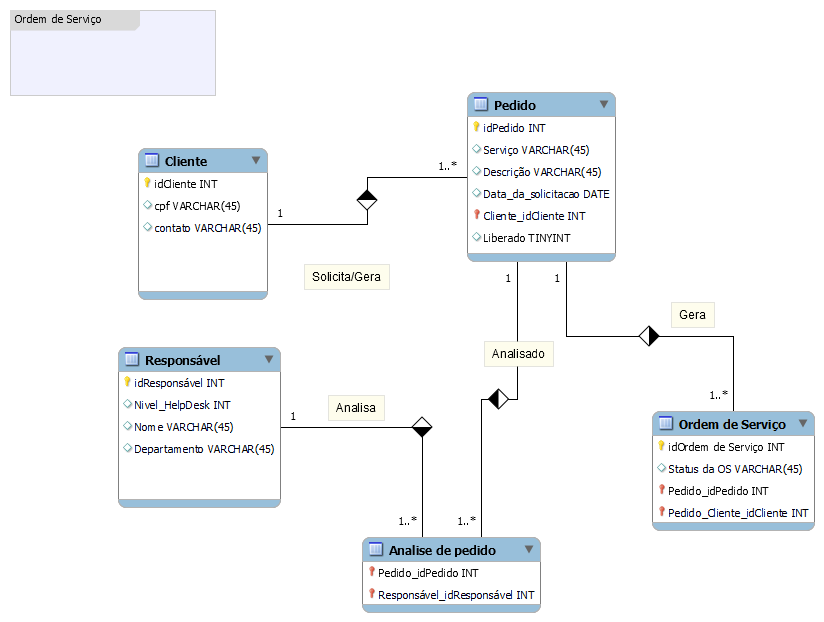 Ordem de Serviço
Pedido
idPedido INT
Serviço VARCHAR(45)
Descrição VARCHAR(45)
Data_da_solicitacao DATE
Cliente_idCliente INT
Liberado TINYINT
Cliente
idCliente INT
cpf VARCHAR(45)
contato VARCHAR(45)
1
1..*
Solicita/Gera
1
1
Gera
Analisado
1..*
Responsável
idResponsável INT
Nivel_HelpDesk INT
Nome VARCHAR(45)
Departamento VARCHAR(45)
1
Analisa
1..*
1..*
Ordem de Serviço
idOrdem de Serviço INT
Status da OS VARCHAR(45)
Pedido_idPedido INT
Pedido_Cliente_idCliente INT
Analise de pedido
Pedido_idPedido INT
Responsável_idResponsável INT